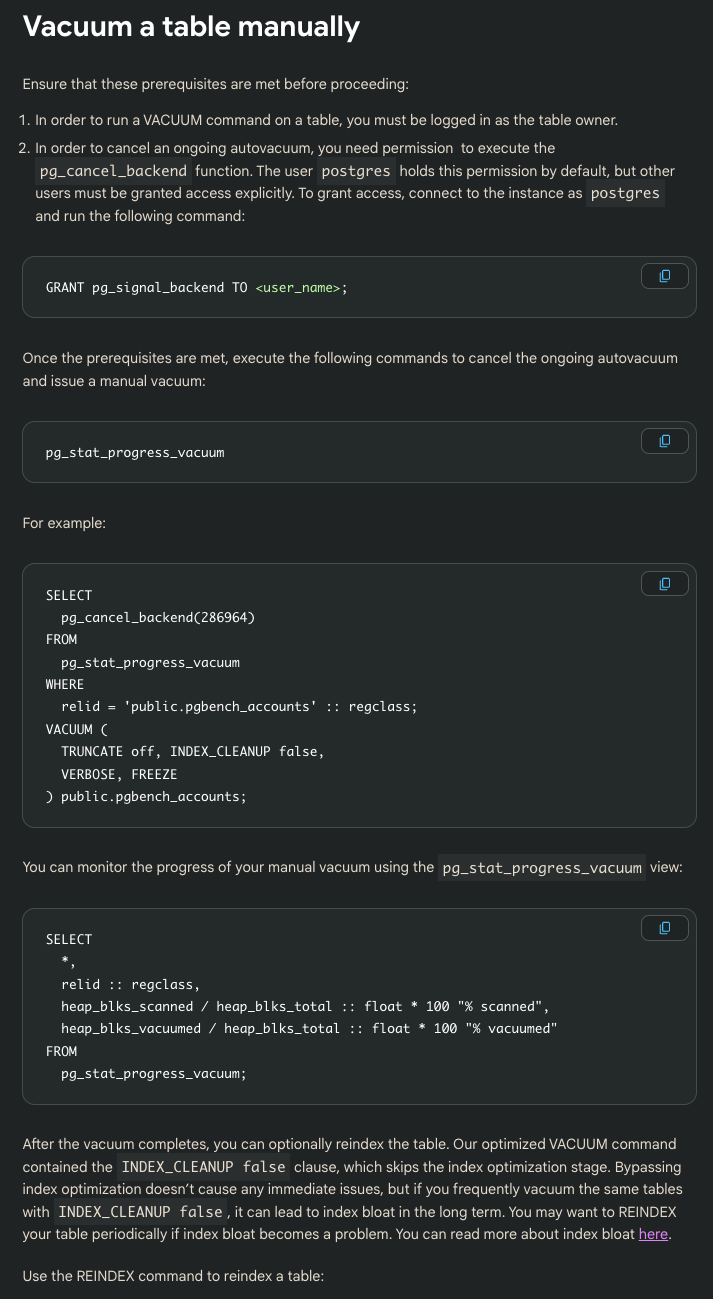 Vacuum a table manually
Ensure that these prerequisites are met before proceeding:
1. In order to run a VACUUM command on a table, you must be logged in as the table owner.
2. In order to cancel an ongoing autovacuum, you need permission  to execute the
pg_cancel_backend function. The user postgres holds this permission by default, but other
users must be granted access explicitly. To grant access, connect to the instance as postgres
and run the following command:
GRANT pg_signal_backend TO <user_name>;
Once the prerequisites are met, execute the following commands to cancel the ongoing autovacuum
and issue a manual vacuum:
pg_stat_progress_vacuum
For example:
SELECT
  pg_cancel_backend(286964)
FROM
  pg_stat_progress_vacuum
WHERE
  relid = 'public.pgbench_accounts' :: regclass;
VACUUM (
  TRUNCATE off, INDEX_CLEANUP false,
  VERBOSE, FREEZE
) public.pgbench_accounts;
You can monitor the progress of your manual vacuum using the pg_stat_progress_vacuum view:
SELECT
  *,
  relid :: regclass,
  heap_blks_scanned / heap_blks_total :: float * 100 "% scanned",
  heap_blks_vacuumed / heap_blks_total :: float * 100 "% vacuumed"
FROM
  pg_stat_progress_vacuum;
After the vacuum completes, you can optionally reindex the table. Our optimized VACUUM command
contained the INDEX_CLEANUP false clause, which skips the index optimization stage. Bypassing
index optimization doesn’t cause any immediate issues, but if you frequently vacuum the same tables
with INDEX_CLEANUP false, it can lead to index bloat in the long term. You may want to REINDEX
your table periodically if index bloat becomes a problem. You can read more about index bloat here.
Use the REINDEX command to reindex a table: